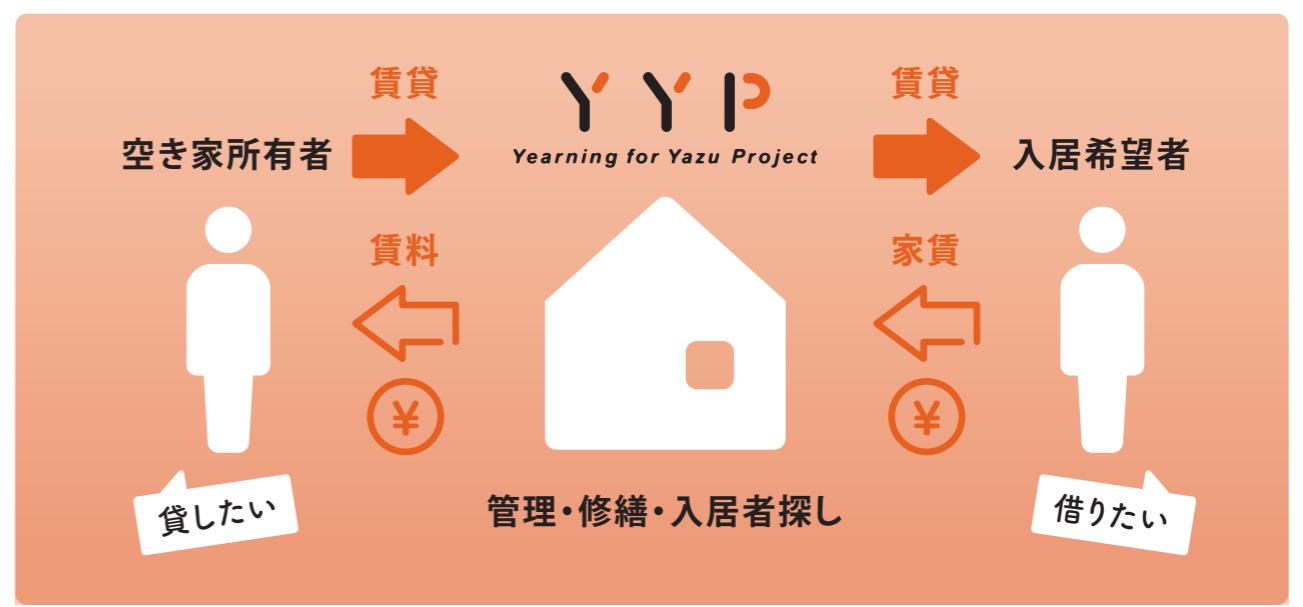 賃貸
YYP
賃貸
空き家所有者
Yearning for Yazu Project
入居希望者
賃料
家賃
¥
¥
貸したい
管理・修繕・入居者探し
借りたい